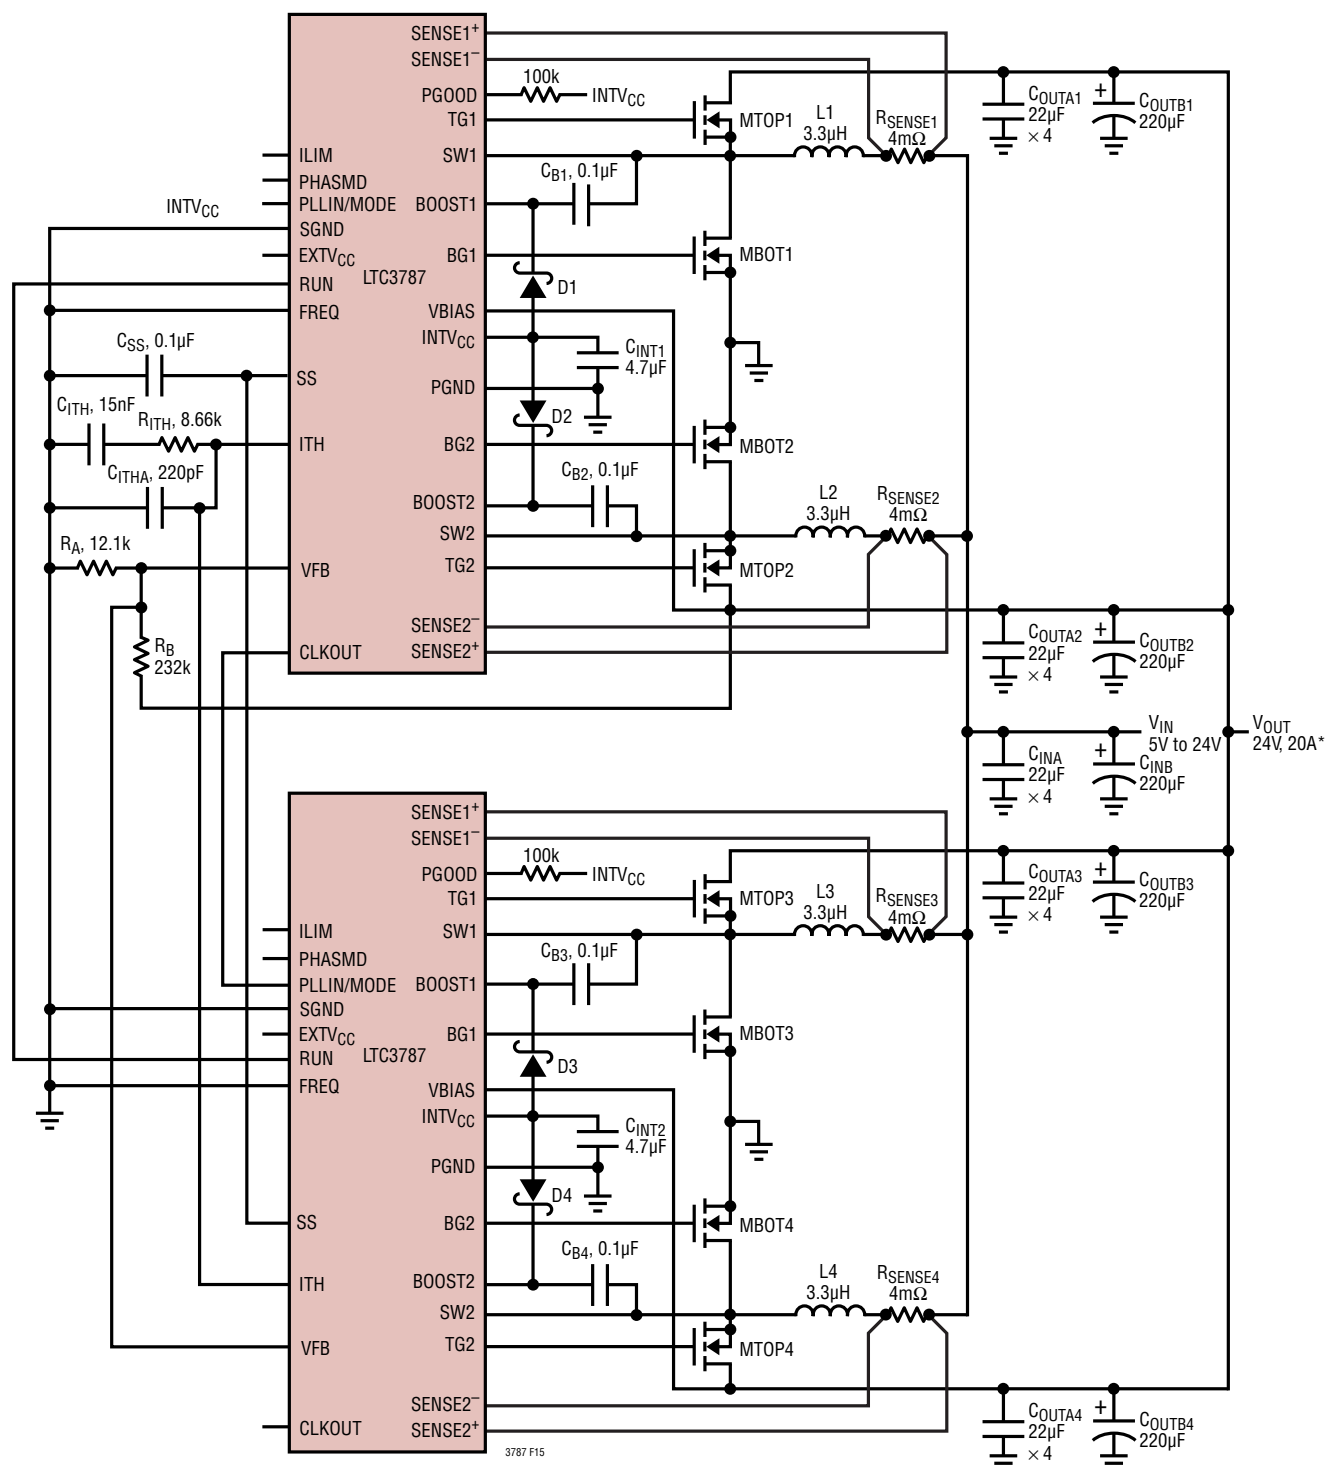 SENSE1+
SENSE1–
PGOOD
100k
INTVCC
TG1
MTOP1
L1
3.3µH
RSENSE1
4mΩ
COUTA1
22µF
× 4
+
COUTB1
220µF
ILIM
SW1
PHASMD
CB1, 0.1µF
INTVCC
PLLIN/MODE
BOOST1
SGND
EXTVCC
BG1
MBOT1
LTC3787
RUN
D1
FREQ
VBIAS
INTVCC
CSS, 0.1µF
CINT1
4.7µF
SS
PGND
CITH, 15nF
RITH, 8.66k
D2
ITH
BG2
MBOT2
CITHA, 220pF
CB2, 0.1µF
BOOST2
L2
3.3µH
RSENSE2
4mΩ
SW2
RA, 12.1k
VFB
TG2
MTOP2
SENSE2–
SENSE2+
RB
232k
CLKOUT
COUTA2
22µF
× 4
+
COUTB2
220µF
VIN
5V to 24V
VOUT
24V, 20A*
CINA
22µF
× 4
+
CINB
220µF
SENSE1+
SENSE1–
PGOOD
100k
INTVCC
TG1
MTOP3
L3
3.3µH
RSENSE3
4mΩ
COUTA3
22µF
× 4
+
COUTB3
220µF
ILIM
SW1
PHASMD
CB3, 0.1µF
PLLIN/MODE
BOOST1
SGND
EXTVCC
BG1
MBOT3
RUN
LTC3787
D3
FREQ
VBIAS
INTVCC
CINT2
4.7µF
PGND
D4
SS
BG2
MBOT4
CB4, 0.1µF
ITH
BOOST2
L4
3.3µH
RSENSE4
4mΩ
SW2
VFB
TG2
MTOP4
SENSE2–
SENSE2+
CLKOUT
COUTA4
22µF
× 4
+
COUTB4
220µF
3787 F15